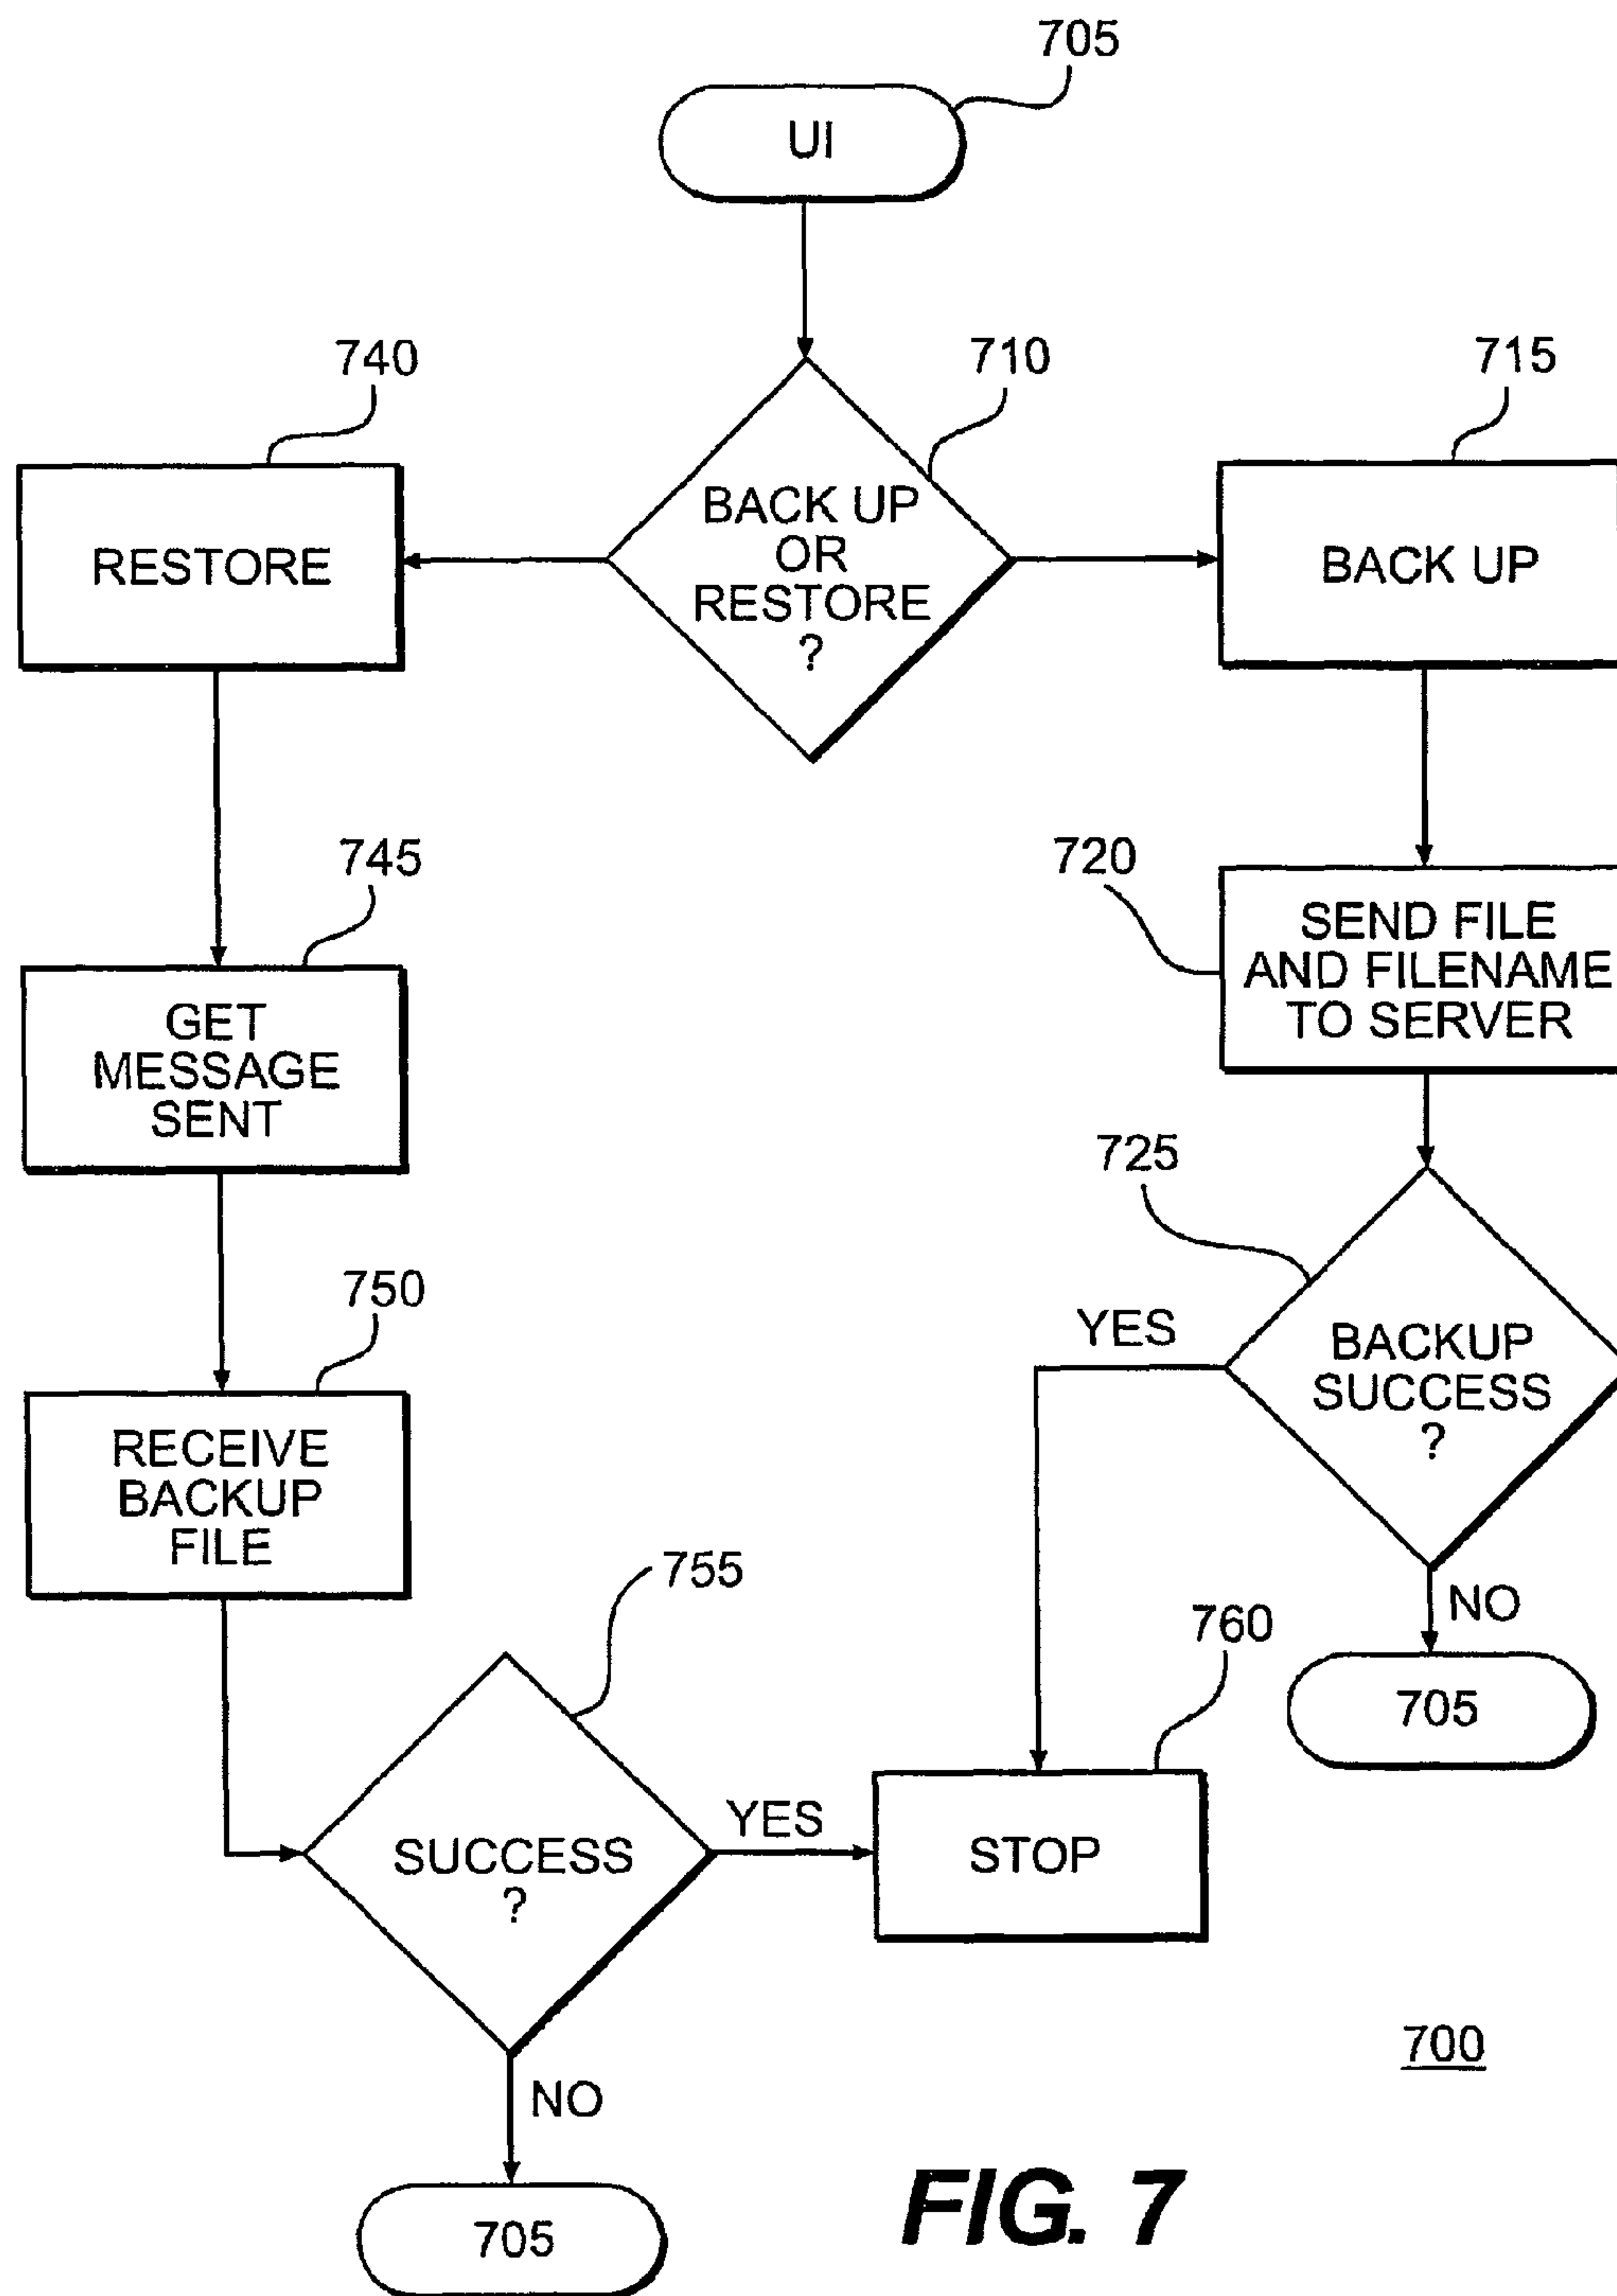 705
UI
740
710
715
RESTORE
BACK UP
OR
RESTORE
?
BACK UP
745
720
GET
MESSAGE
SENT
SEND FILE
AND FILENAME
TO SERVER
725
750
YES
BACKUP
SUCCESS
?
RECEIVE
BACKUP
FILE
755
760
NO
705
SUCCESS
?
YES
STOP
700
NO
705
FIG. 7